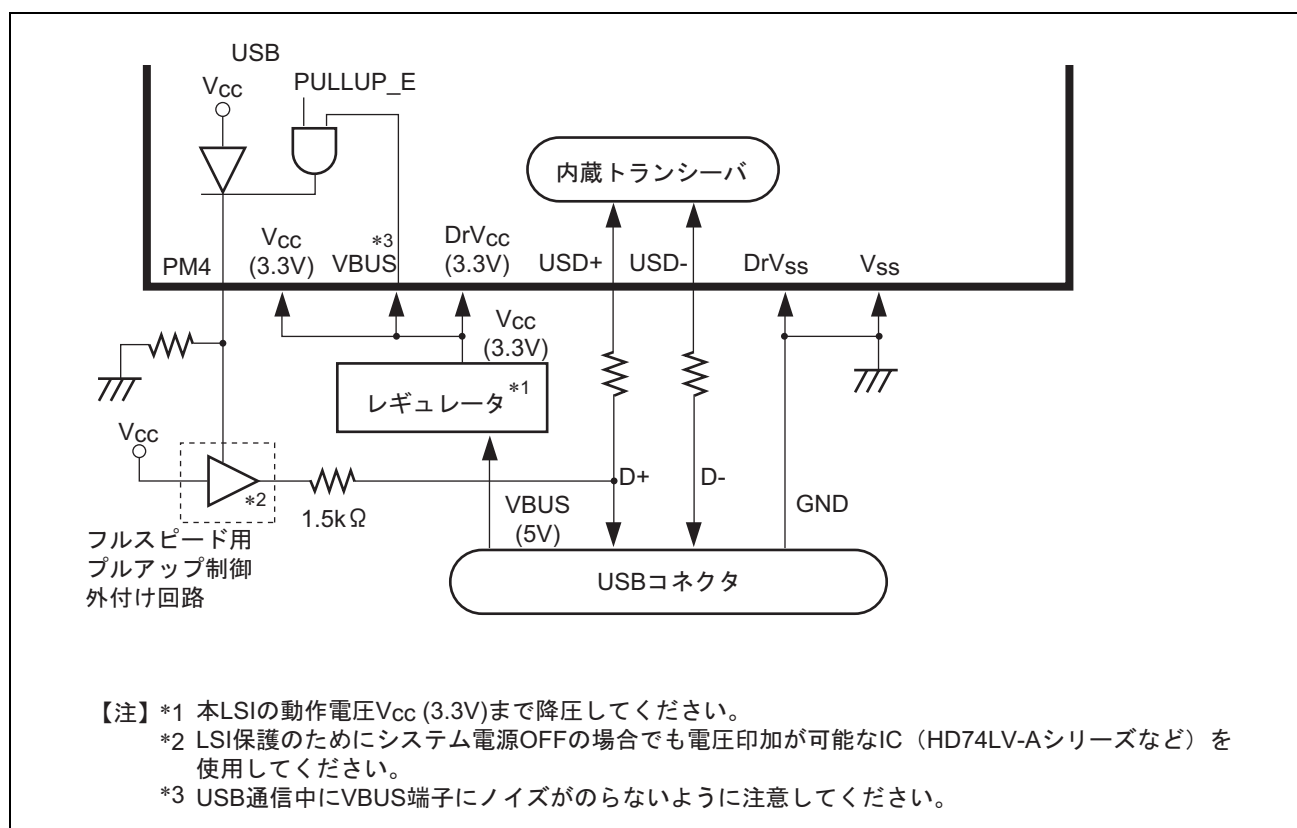 USB
VCC
PULLUP_E
内蔵トランシーバ
PM4
VCC
(3.3V)
*3
VBUS
DrVCC
(3.3V)
USD+
USD-
DrVSS
VSS
VCC
(3.3V)
レギュレータ*1
VCC
*2
1.5kΩ
D+
D-
VBUS
(5V)
GND
フルスピード用
プルアップ制御
外付け回路
USBコネクタ
【注】 *1 本LSIの動作電圧VCC (3.3V)まで降圧してください。
*2 LSI保護のためにシステム電源OFFの場合でも電圧印加が可能なIC（HD74LV-Aシリーズなど）を
使用してください。
*3 USB通信中にVBUS端子にノイズがのらないように注意してください。